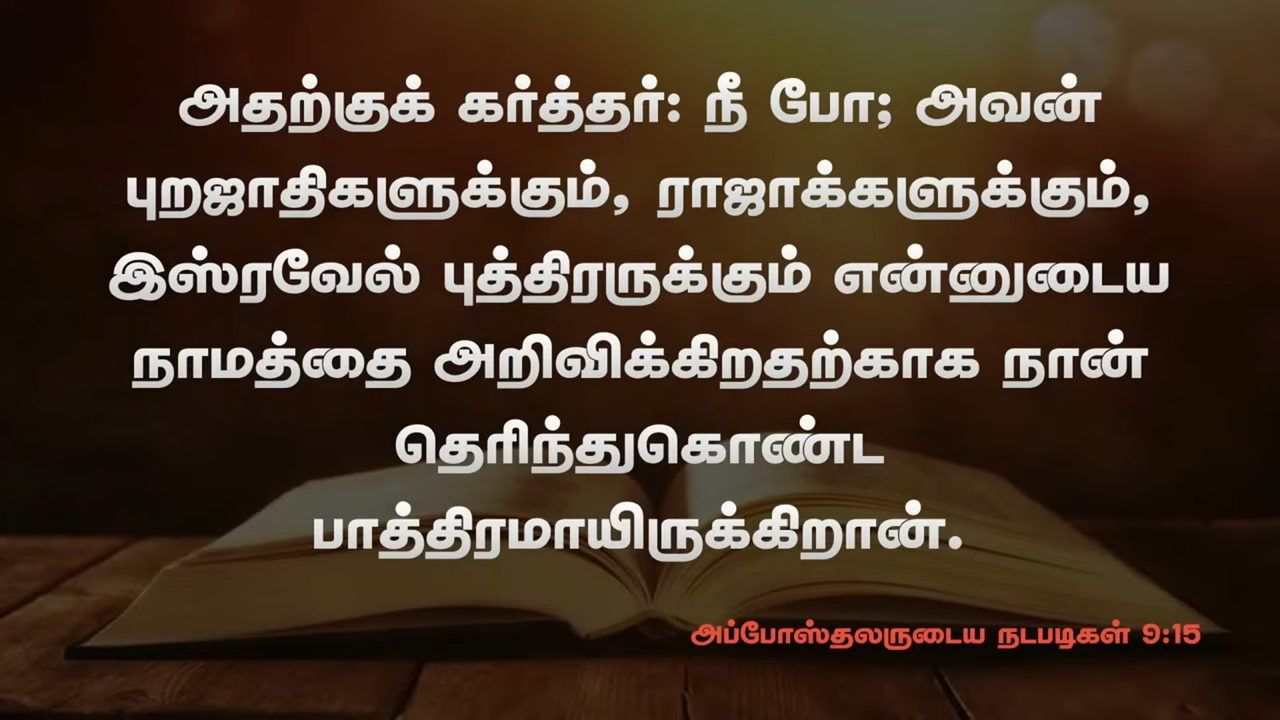 அதற்குக் கர்த்தர்: நீ போ; அவன்
புறஜாதிகளுக்கும், ராஜாக்களுக்கும்,
இஸ்ரவேல் புத்திரருக்கும் என்னுடைய
நாமத்தை அறிவிக்கிறதற்காக நான்
தெரிந்துகொண்ட
பாத்திரமாயிருக்கிறான்.
அப்போஸ்தலருடைய நடபடிகள் 9:15